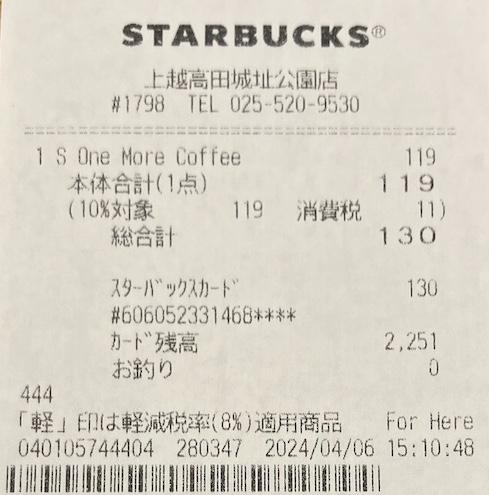 STARBUCKS®
上越高田城址公園店
#1798 TEL 025-520-9530
1 S One More Coffee 119
本体合計(1点) 119
(10%対象 119 消費税 11)
総合計 130
ｽﾀｰﾊﾞｯｸｽｶｰﾄﾞ 130
#606052331468****
ｶｰﾄﾞ残高 2,251
お釣り 0
444
「軽」印は軽減税率(8%)適用商品 For Here
040105744404 280347 2024/04/06 15:10:48